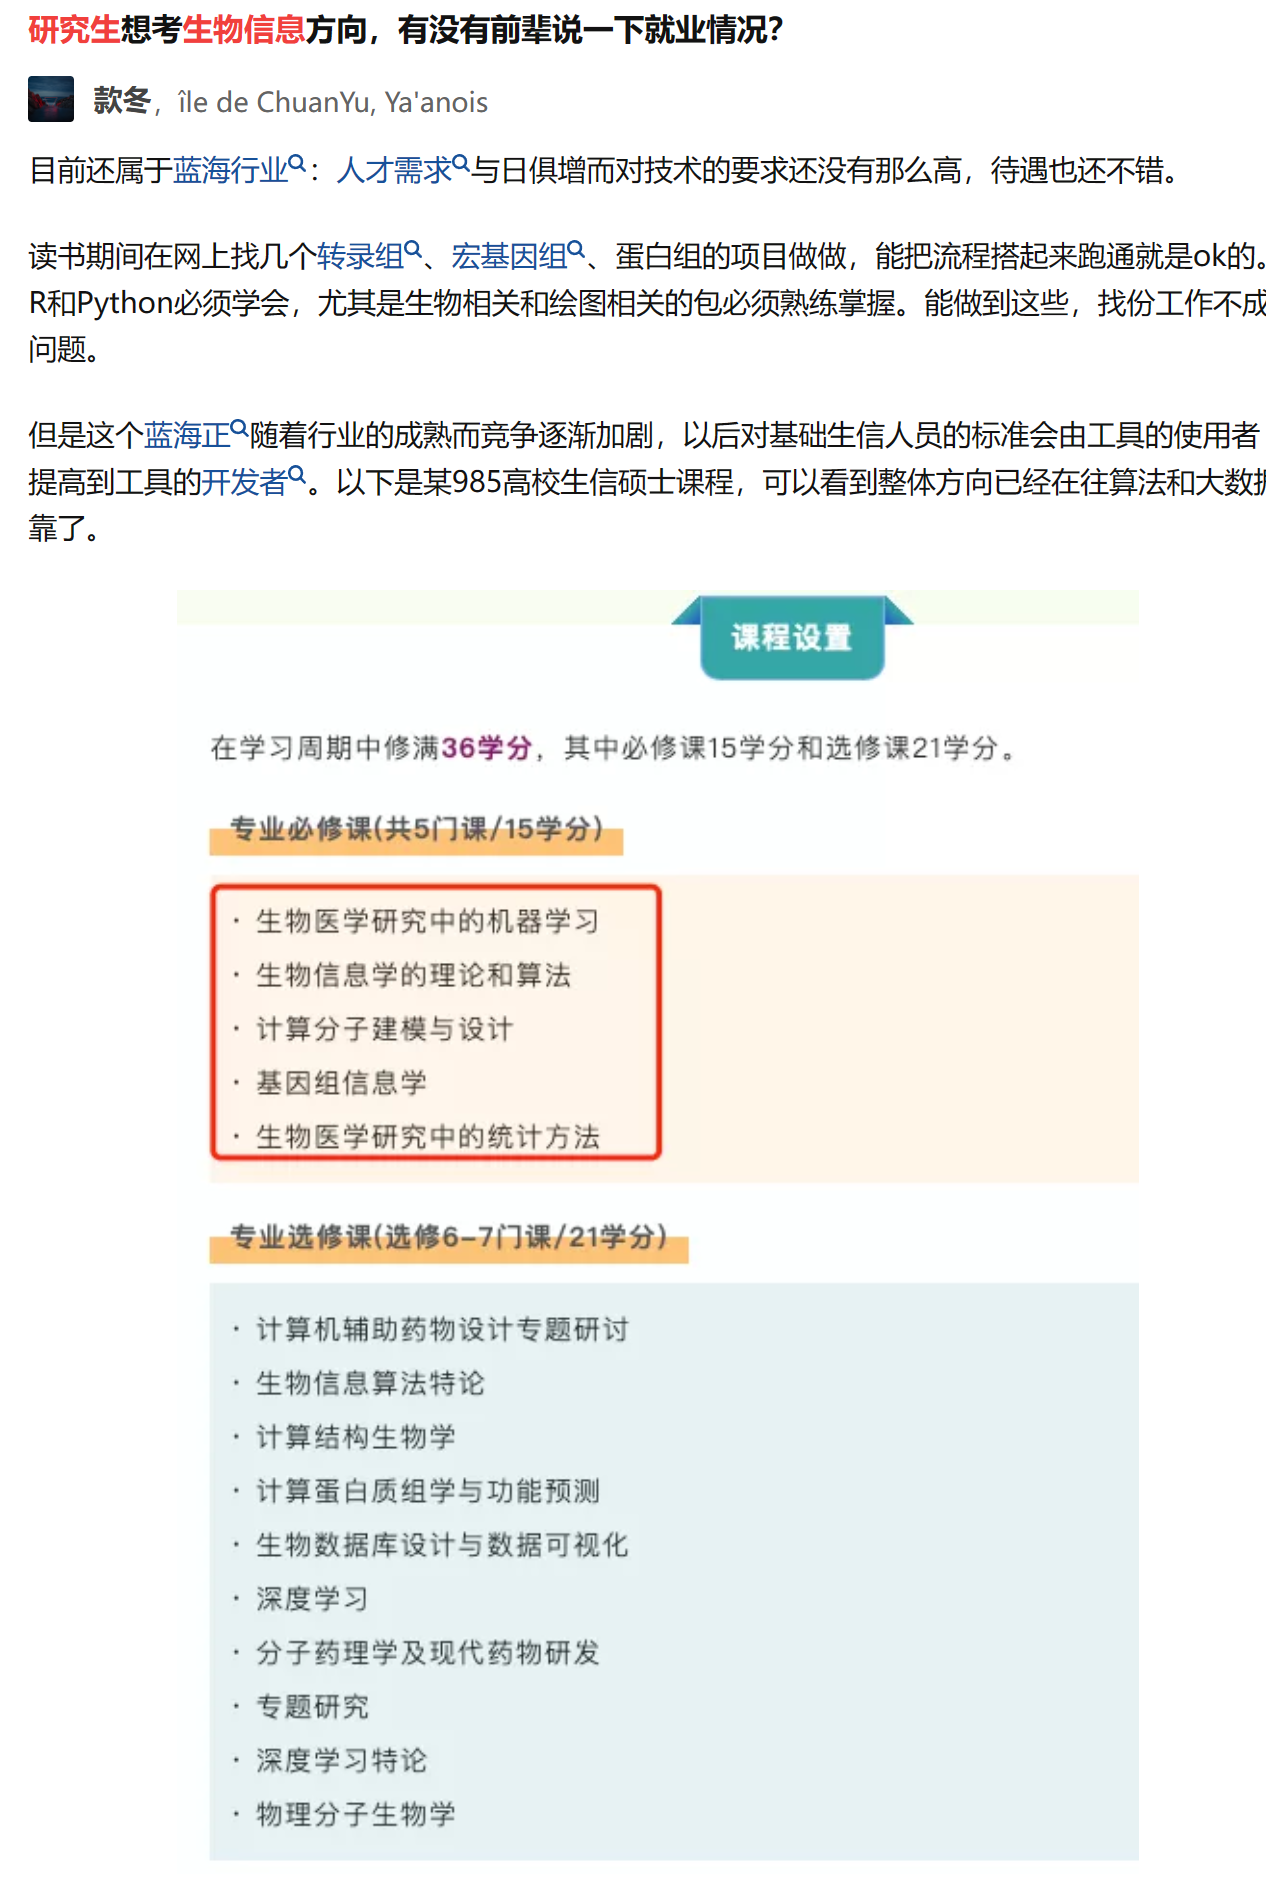 研究生想考生物信息方向，有没有前辈说一下就业情况？
款冬，île de ChuanYu, Ya'anois
目前还属于蓝海行业：人才需求与日俱增而对技术的要求还没有那么高，待遇也还不错。
读书期间在网上找几个转录组、宏基因组、蛋白组的项目做做，能把流程搭起来跑通就是ok的。
R和Python必须学会，尤其是生物相关和绘图相关的包必须熟练掌握。能做到这些，找份工作不成
问题。
但是这个蓝海正随着行业的成熟而竞争逐渐加剧，以后对基础生信人员的标准会由工具的使用者
提高到工具的开发者。以下是某985高校生信硕士课程，可以看到整体方向已经在往算法和大数据
靠了。
课程设置
在学习周期中修满36学分，其中必修课15学分和选修课21学分。
专业必修课(共5门课/15学分)
· 生物医学研究中的机器学习
· 生物信息学的理论和算法
· 计算分子建模与设计
· 基因组信息学
· 生物医学研究中的统计方法
专业选修课(选修6-7门课/21学分)
· 计算机辅助药物设计专题研讨
· 生物信息算法特论
· 计算结构生物学
· 计算蛋白质组学与功能预测
· 生物数据库设计与数据可视化
· 深度学习
· 分子药理学及现代药物研发
· 专题研究
· 深度学习特论
· 物理分子生物学